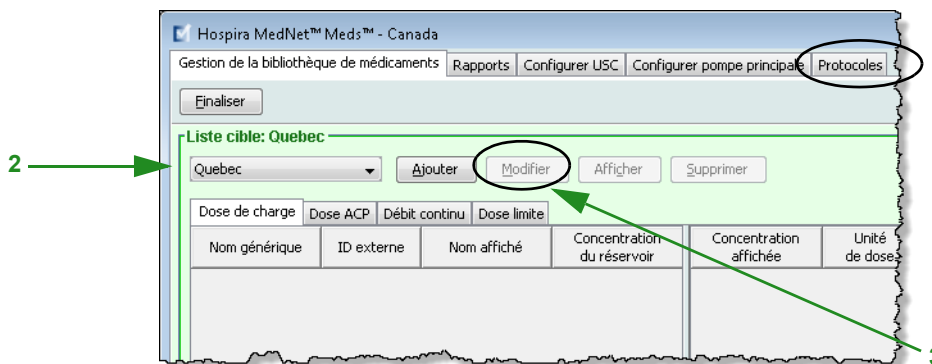 Hospira MedNet™ Meds™ - Canada
Gestion de la bibliothèque de médicaments Rapports Configurer USC Configurer pompe principale Protocoles
Finaliser
Liste cible: Quebec
2
Quebec Ajouter Modifier Afficher Supprimer
Dose de charge Dose ACP Débit continu Dose limite
Nom générique ID externe Nom affiché Concentration du réservoir Concentration affichée Unité de dose